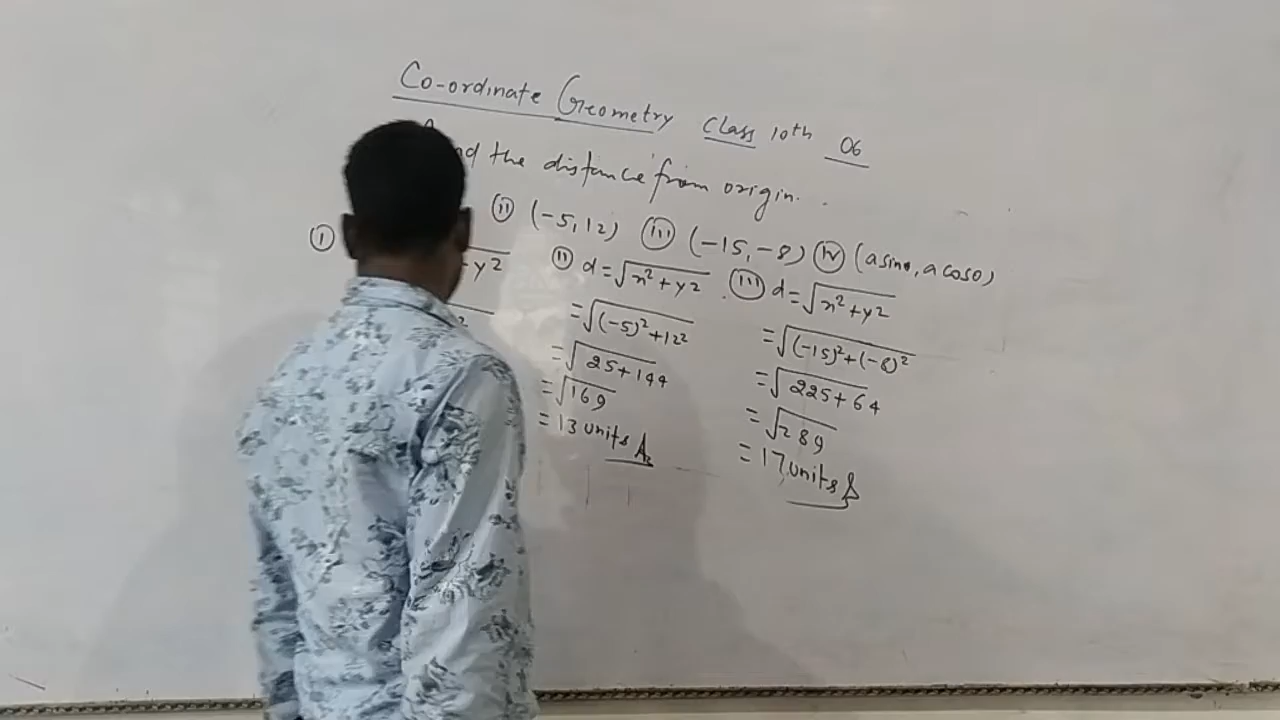 Co-ordinate Geometry Class 10th 06
the distance from origin.
(i) (ii) (-5,12) (iii) (-15,-8) (iv) (a sinθ, a cosθ)
y² (ii) d=√x²+y² . (iii) d=√x²+y²
=√(-5)²+12² =√(-15)²+(-8)²
=√25+144 =√225+64
=√169 =√289
=13 units =17 units